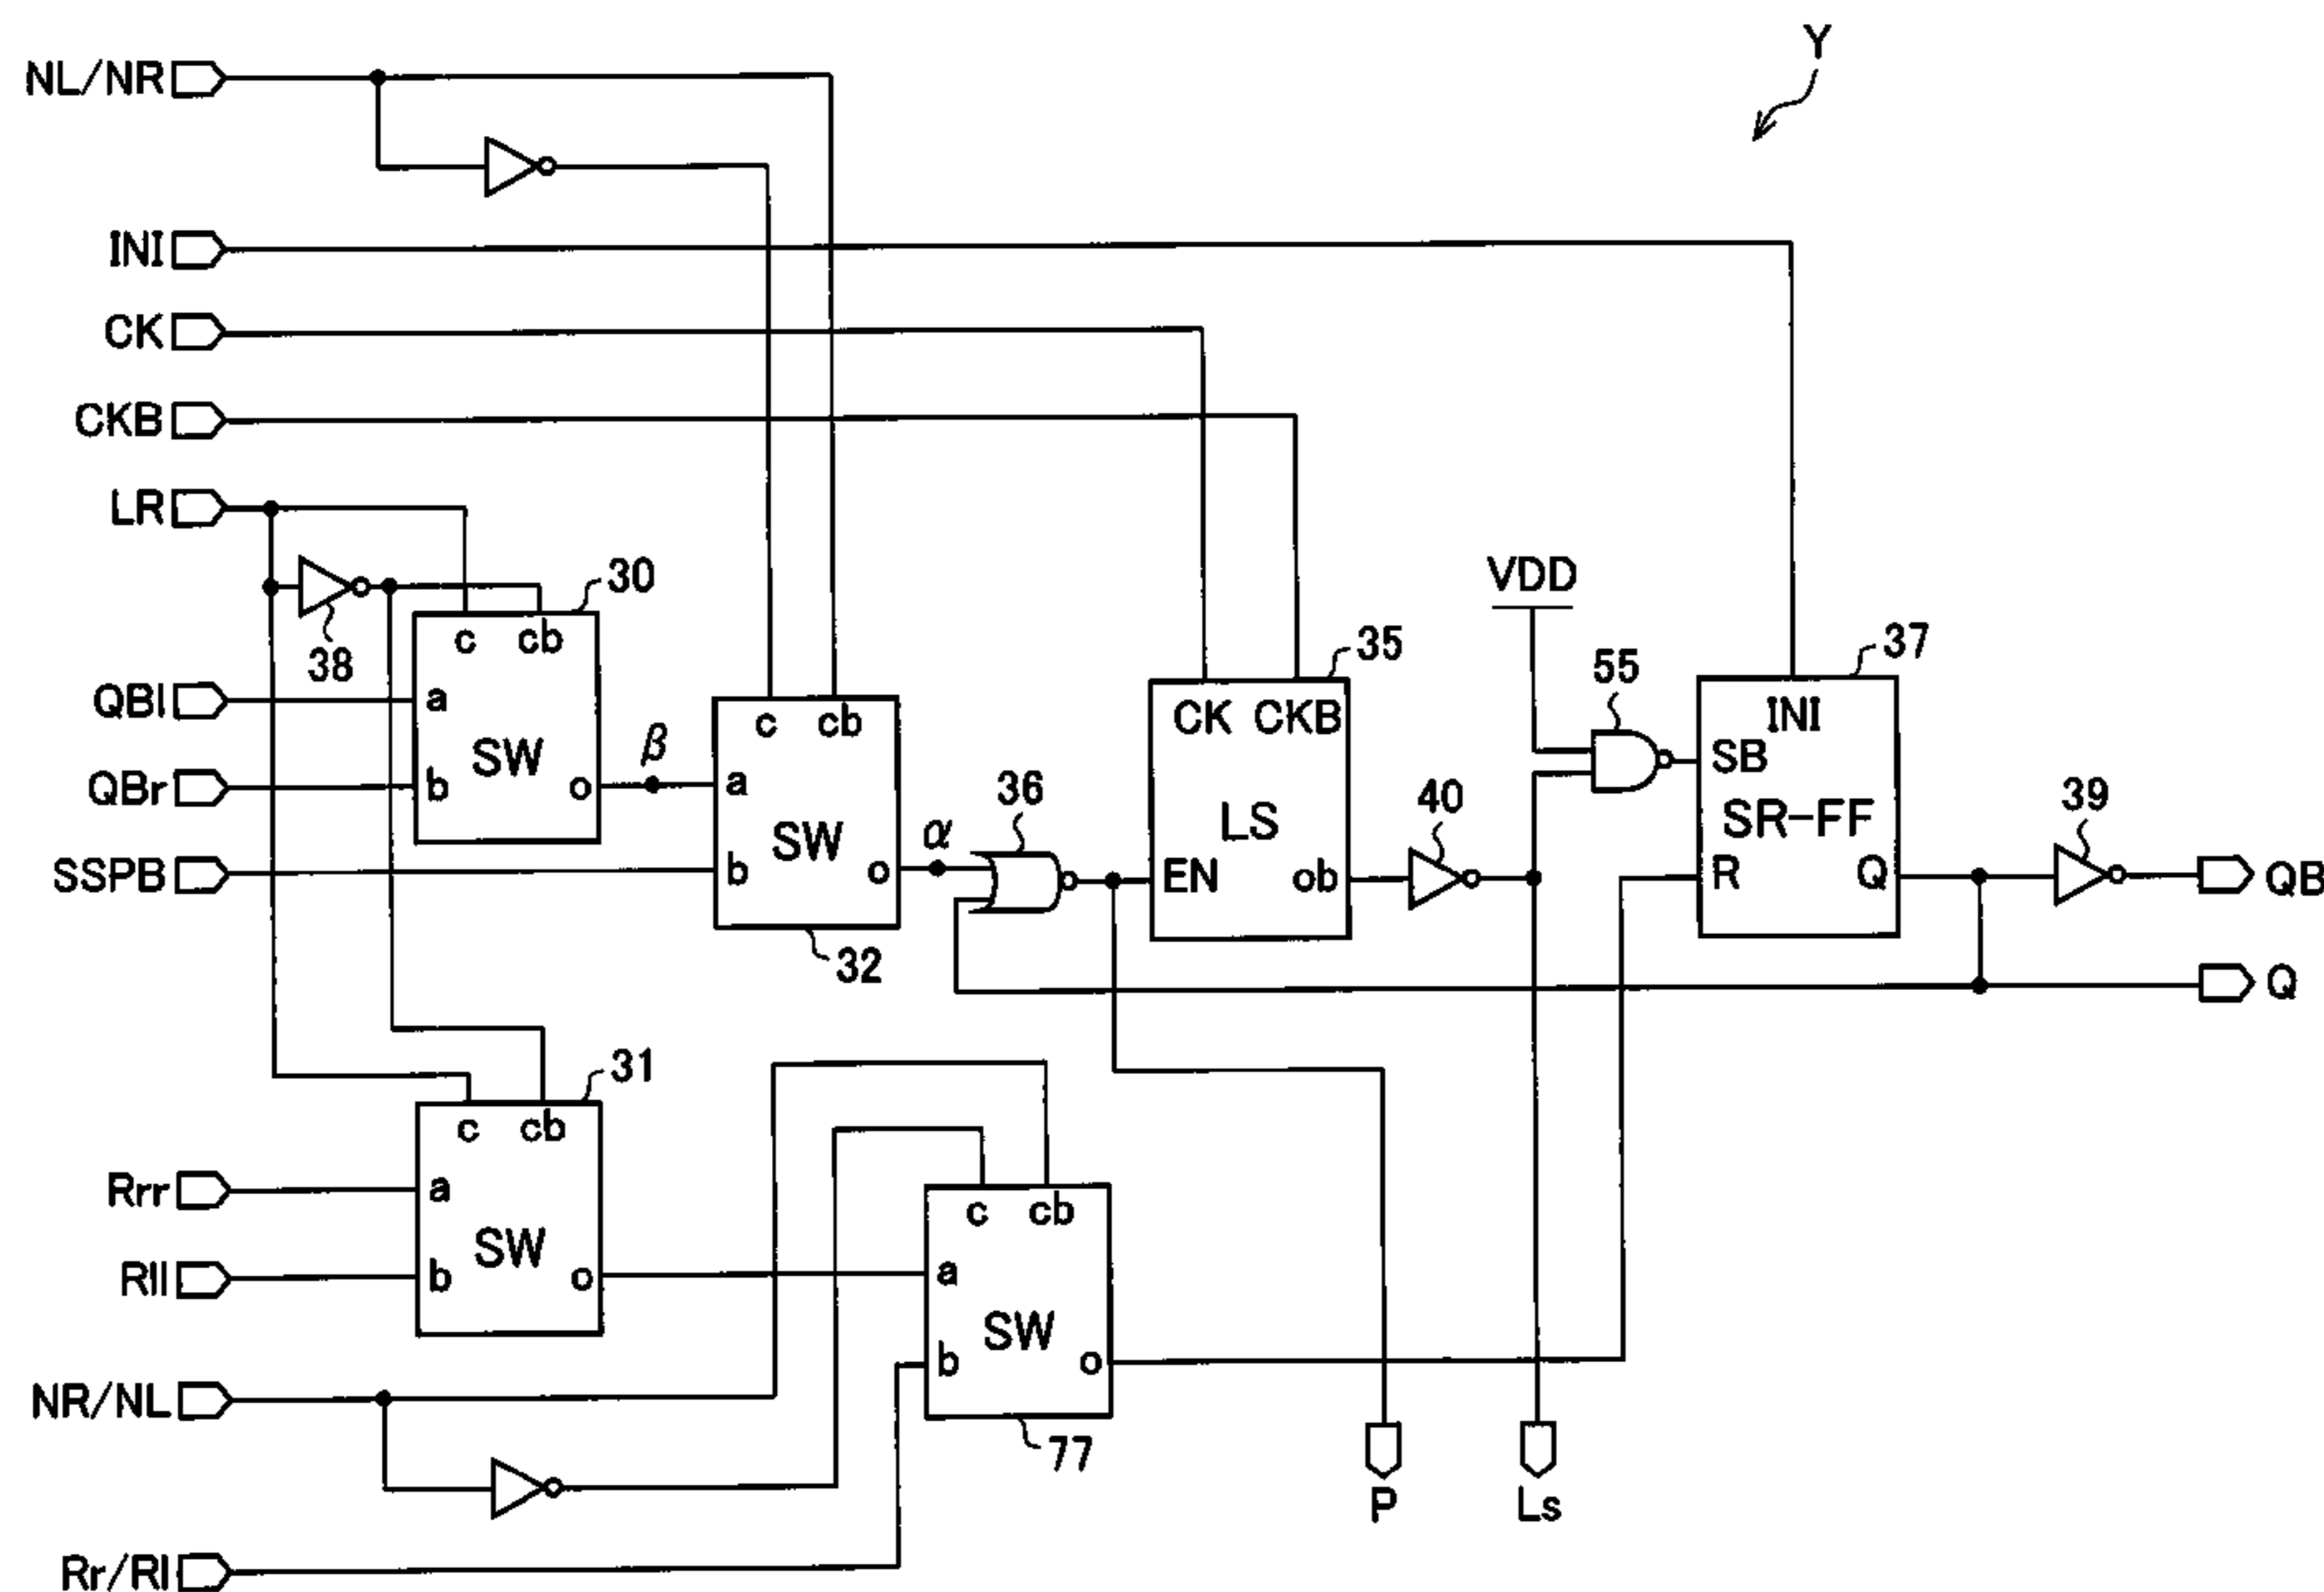 Y
NL/NR
INI
CK
CKB
LR
38
30
c cb
QBl a
QBr b
SW
o
β
SSPB
c cb
a
b
SW
o
32
α
36
35
CK CKB
LS
EN ob
40
VDD
55
37
INI
SB
SR-FF
R Q
39
QB
Q
31
c cb
Rrr a
Rll b
SW
o
c cb
a
b
SW
o
77
NR/NL
Rr/Rl
P
Ls